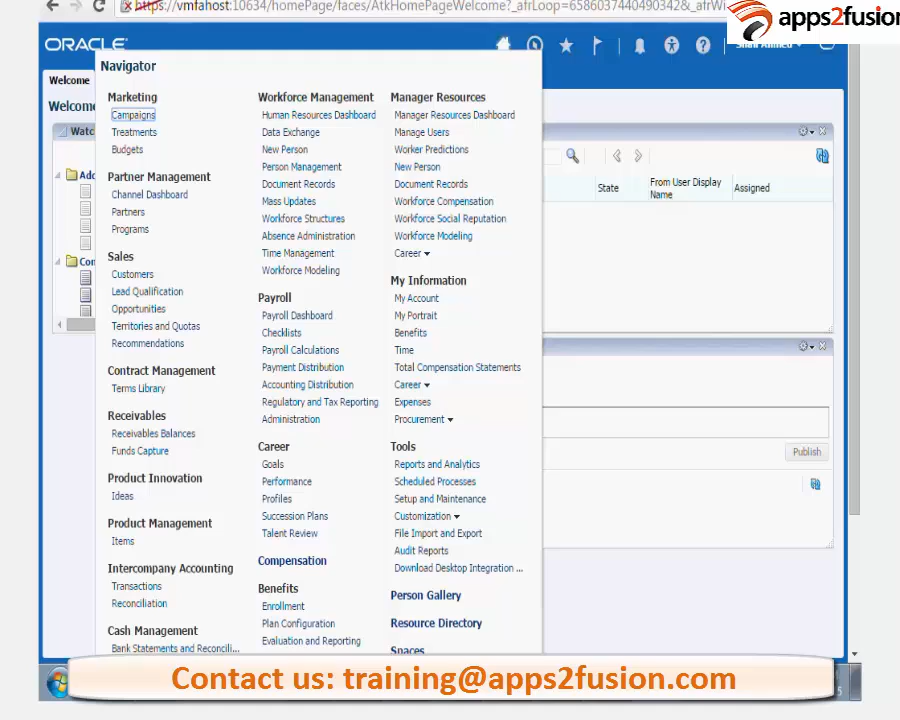 https://vmfahost:10634/homePage/faces/AtkHomePageWelcome?_afrLoop=65860374404903428&_afrWi
apps2fusion
ORACLE
Welcome
Navigator
Marketing
Campaigns
Treatments
Budgets
Partner Management
Channel Dashboard
Partners
Programs
Sales
Customers
Lead Qualification
Opportunities
Territories and Quotas
Recommendations
Contract Management
Terms Library
Receivables
Receivables Balances
Funds Capture
Product Innovation
Ideas
Product Management
Items
Intercompany Accounting
Transactions
Reconciliation
Cash Management
Bank Statements and Reconcili...
Workforce Management
Human Resources Dashboard
Data Exchange
New Person
Person Management
Document Records
Mass Updates
Workforce Structures
Absence Administration
Time Management
Workforce Modeling
Payroll
Payroll Dashboard
Checklists
Payroll Calculations
Payment Distribution
Accounting Distribution
Regulatory and Tax Reporting
Administration
Career
Goals
Performance
Profiles
Succession Plans
Talent Review
Compensation
Benefits
Enrollment
Plan Configuration
Evaluation and Reporting
Manager Resources
Manager Resources Dashboard
Manage Users
Worker Predictions
New Person
Document Records
Workforce Compensation
Workforce Social Reputation
Workforce Modeling
Career
My Information
My Account
My Portrait
Benefits
Time
Total Compensation Statements
Career
Expenses
Procurement
Tools
Reports and Analytics
Scheduled Processes
Setup and Maintenance
Customization
File Import and Export
Audit Reports
Download Desktop Integration ...
Person Gallery
Resource Directory
Spaces
Welcom
Watc
Add
Con
State
From User Display
Name
Assigned
Publish
Contact us: training@apps2fusion.com